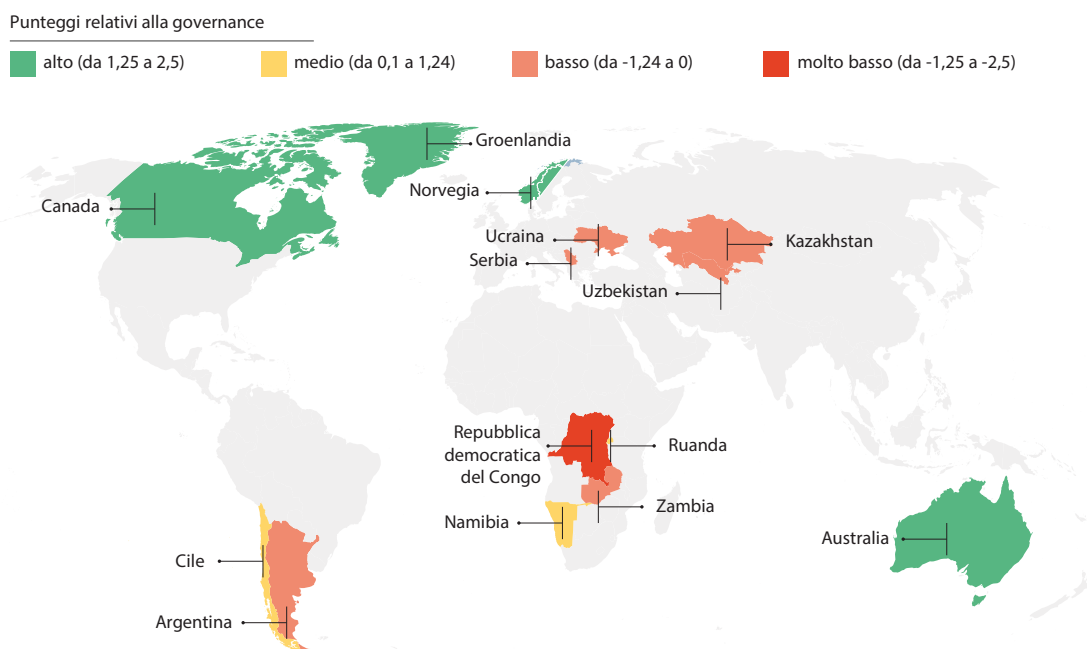 Punteggi relativi alla governance
alto (da 1,25 a 2,5)
medio (da 0,1 a 1,24)
basso (da -1,24 a 0)
molto basso (da -1,25 a -2,5)
Groenlandia
Norvegia
Canada
Ucraina
Kazakhstan
Serbia
Uzbekistan
Repubblica
democratica
del Congo
Ruanda
Zambia
Namibia
Australia
Cile
Argentina